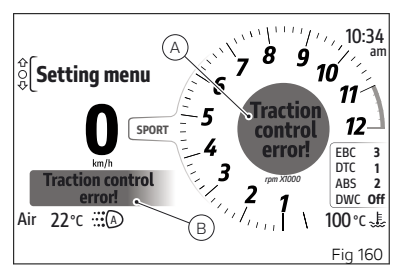 A
10:34
am
Setting menu
0
km/h
SPORT
Traction control
error!
B
Air 22°C (A)
1
2
3
4
5
6
7
8
9
10
11
12
Traction
control
error!
rpm X1000
EBC 3
DTC 1
ABS 2
DWC Off
100 °C
Fig 160